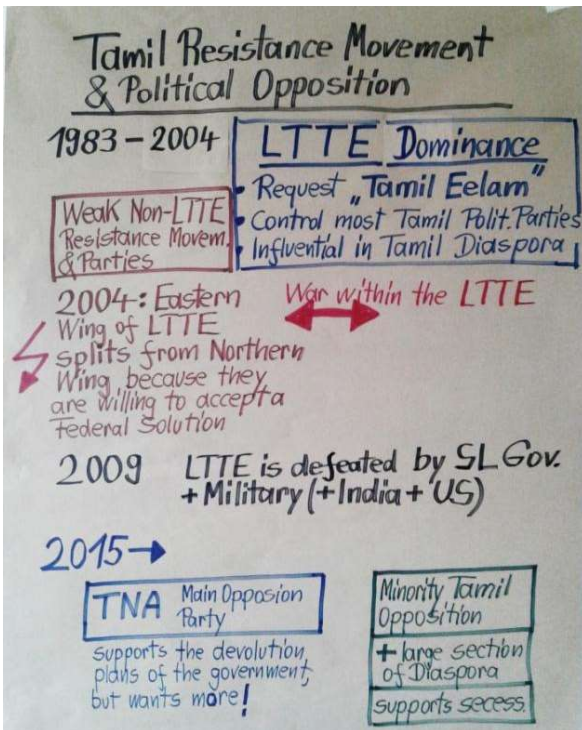 Tamil Resistance Movement
& Political Opposition
1983 – 2004
LTTE Dominance
• Request „Tamil Eelam"
• Control most Tamil Polit. Parties
• Influential in Tamil Diaspora
Weak Non-LTTE
Resistance Movem.
& Parties
2004: Eastern
Wing of LTTE
splits from Northern
Wing, because they
are willing to accept a
Federal Solution
War within the LTTE
2009 LTTE is defeated by SL Gov.
+ Military (+ India + US)
2015→
TNA Main Opposion
Party
supports the devolution
plans of the government,
but wants more!
Minority Tamil
Opposition
+ large section
of Diaspora
supports secess.